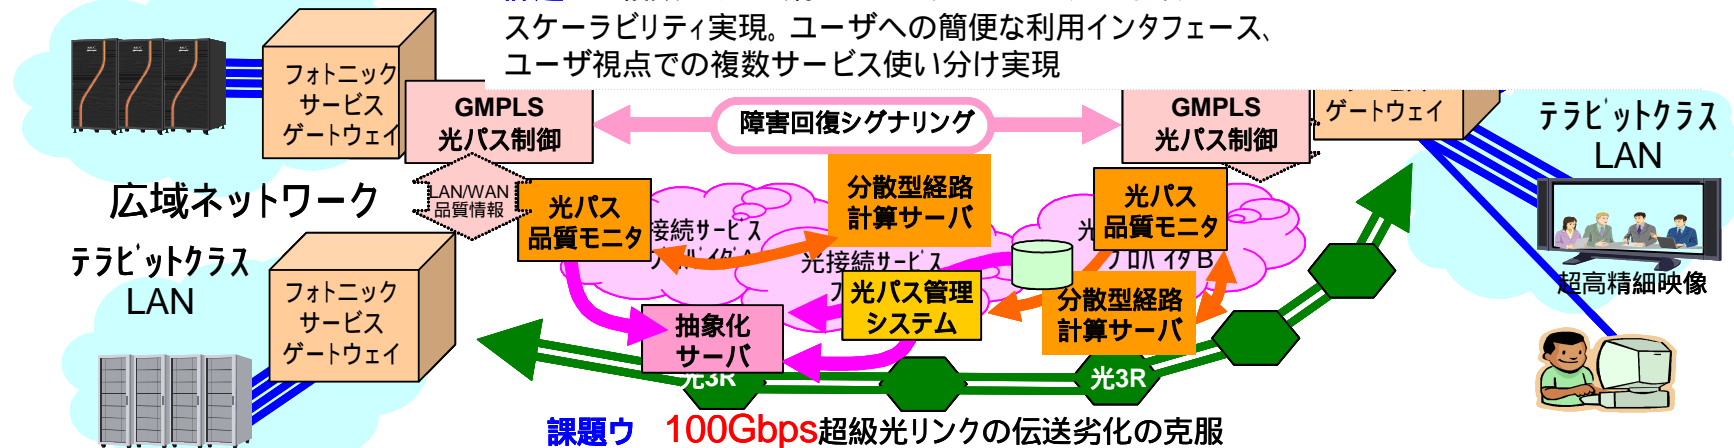 スケーラビリティ実現。ユーザへの簡便な利用インタフェース、
ユーザ視点での複数サービス使い分け実現
フォトニック
サービス
ゲートウェイ
GMPLS
光パス制御
障害回復シグナリング
GMPLS
光パス制御
ゲートウェイ
テラビットクラス
LAN
広域ネットワーク
LAN/WAN
品質情報
光パス
品質モニタ
分散型経路
計算サーバ
光パス
品質モニタ
接続サービス
光接続サービス
プロバイダB
テラビットクラス
LAN
フォトニック
サービス
ゲートウェイ
光パス管理
システム
分散型経路
計算サーバ
抽象化
サーバ
超高精細映像
光3R
光3R
課題ウ 100Gbps超級光リンクの伝送劣化の克服